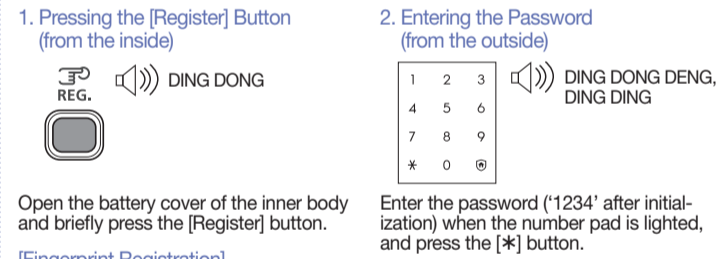 1. Pressing the [Register] Button
(from the inside)
REG.
DING DONG
Open the battery cover of the inner body
and briefly press the [Register] button.
[Fingerprint Registration]
2. Entering the Password
(from the outside)
1 2 3
4 5 6
7 8 9
* 0
DING DONG DENG,
DING DING
Enter the password (‘1234’ after initial-
ization) when the number pad is lighted,
and press the [*] button.